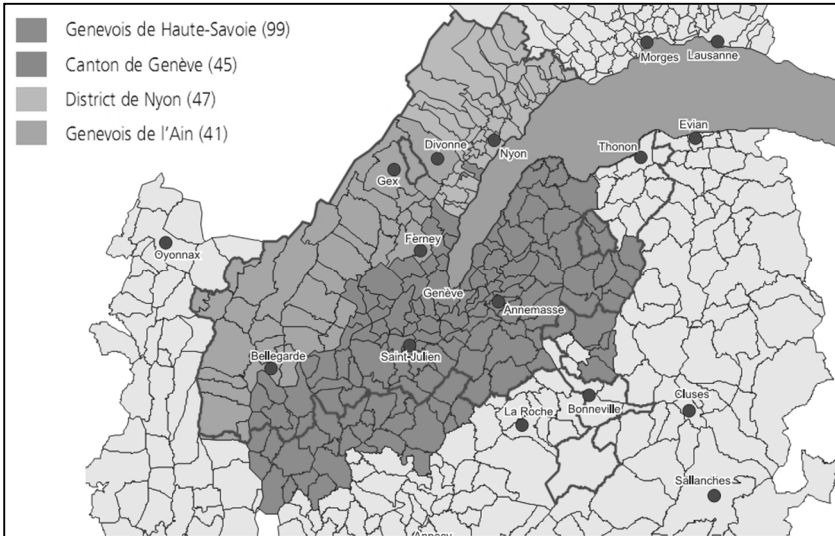 Genevois de Haute-Savoie (99)
Canton de Genève (45)
District de Nyon (47)
Genevois de l'Ain (41)
Morges
Lausanne
Evian
Thonon
Divonne
Nyon
Gex
Oyonnax
Ferney
Genève
Annemasse
Saint-Julien
Bellegarde
Bonneville
Cluses
La Roche
Sallanches
Annecy